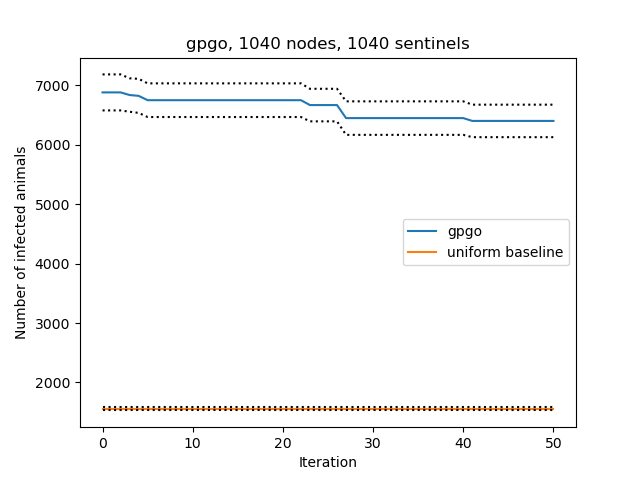 gpgo, 1040 nodes, 1040 sentinels
7000
6000
5000
4000
3000
2000
Number of infected animals
gpgo
uniform baseline
0 10 20 30 40 50
Iteration